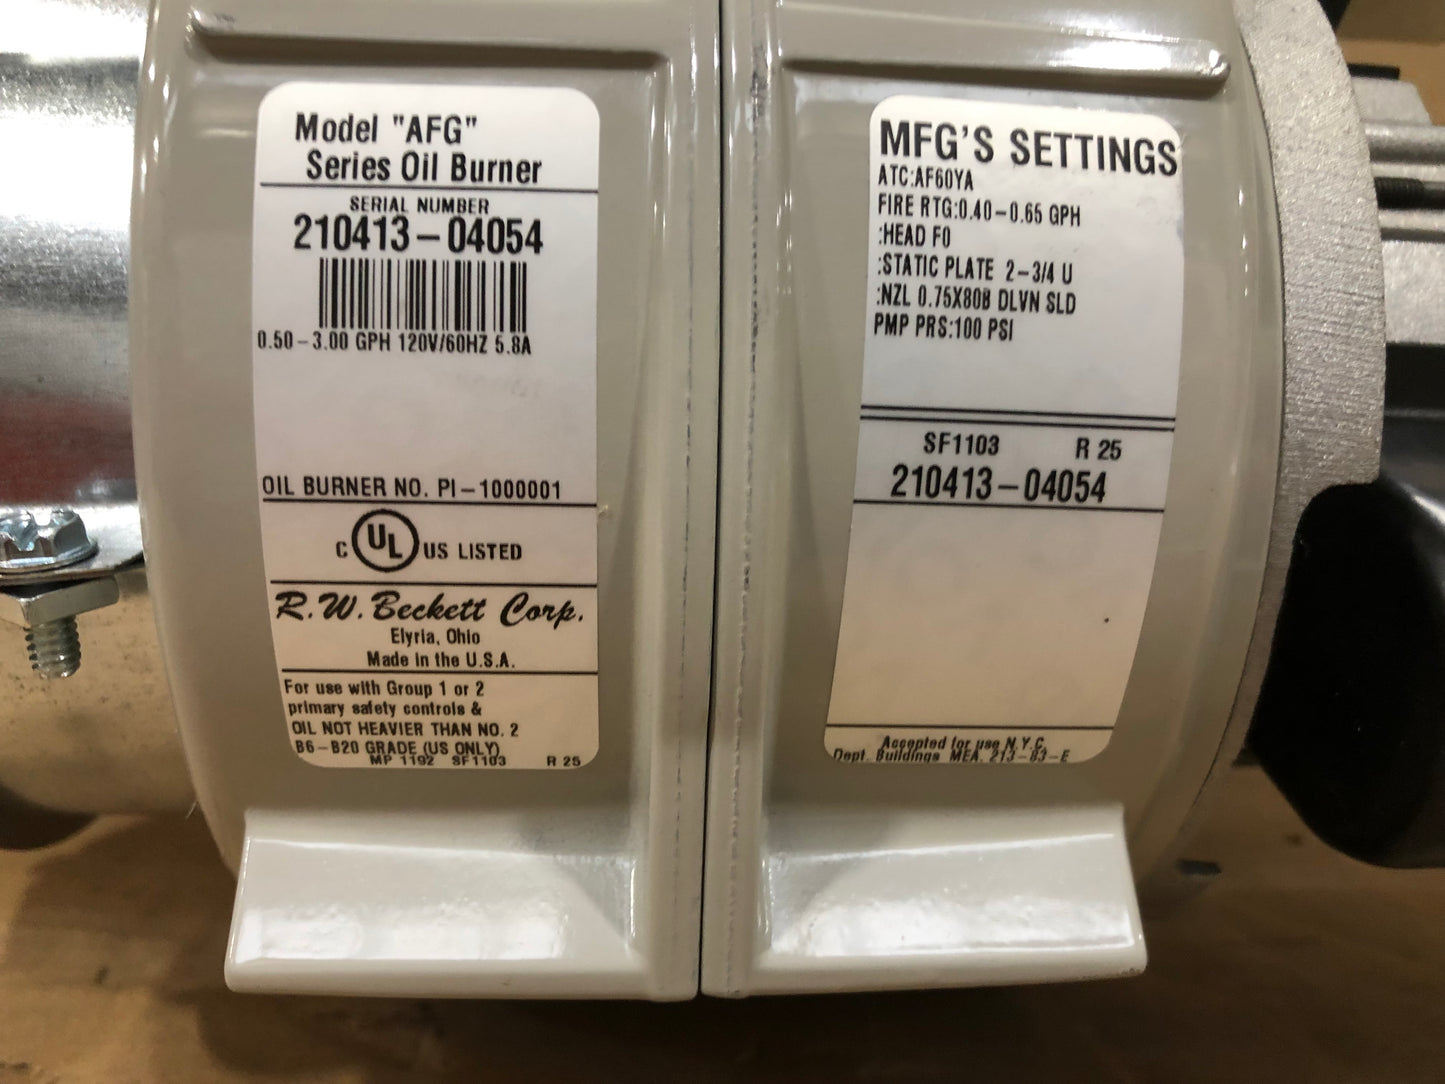 Model "AFG"
Series Oil Burner
SERIAL NUMBER
210413-04054
0.50-3.00 GPH 120V/60HZ 5.8A
OIL BURNER NO. PI-1000001
C UL US LISTED
R.W. Beckett Corp.
Elyria, Ohio
Made in the U.S.A.
For use with Group 1 or 2
primary safety controls &
OIL NOT HEAVIER THAN NO. 2
B6-B20 GRADE (US ONLY)
MP 1192 SF1103 R 25
MFG'S SETTINGS
ATC:AF60YA
FIRE RTG:0.40-0.65 GPH
:HEAD F0
:STATIC PLATE 2-3/4 U
:NZL 0.75X80B DLVN SLD
PMP PRS:100 PSI
SF1103 R 25
210413-04054
Accepted for use N.Y.C.
Dept. Buildings MEA. 213-83-E